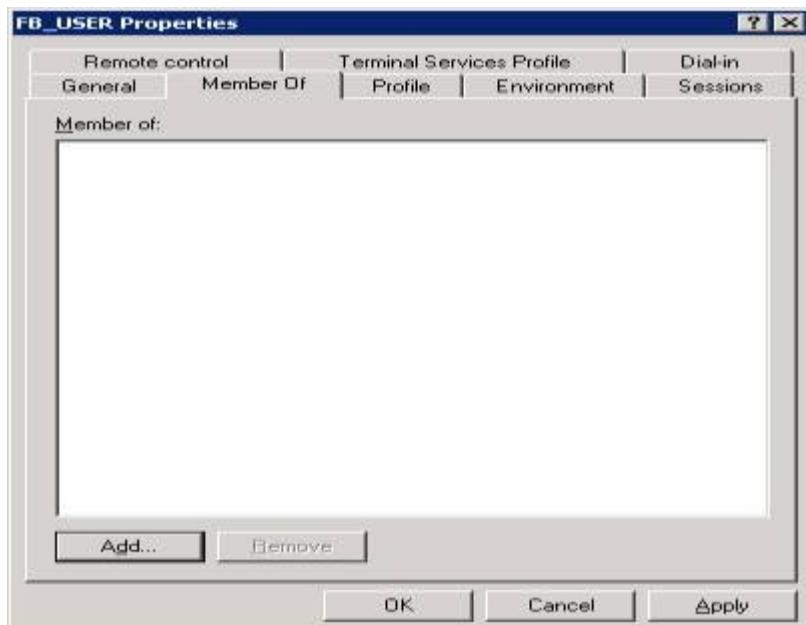 FB_USER Properties
Remote control Terminal Services Profile Dial-in
General Member Of Profile Environment Sessions
Member of:
Add... Remove
OK Cancel Apply